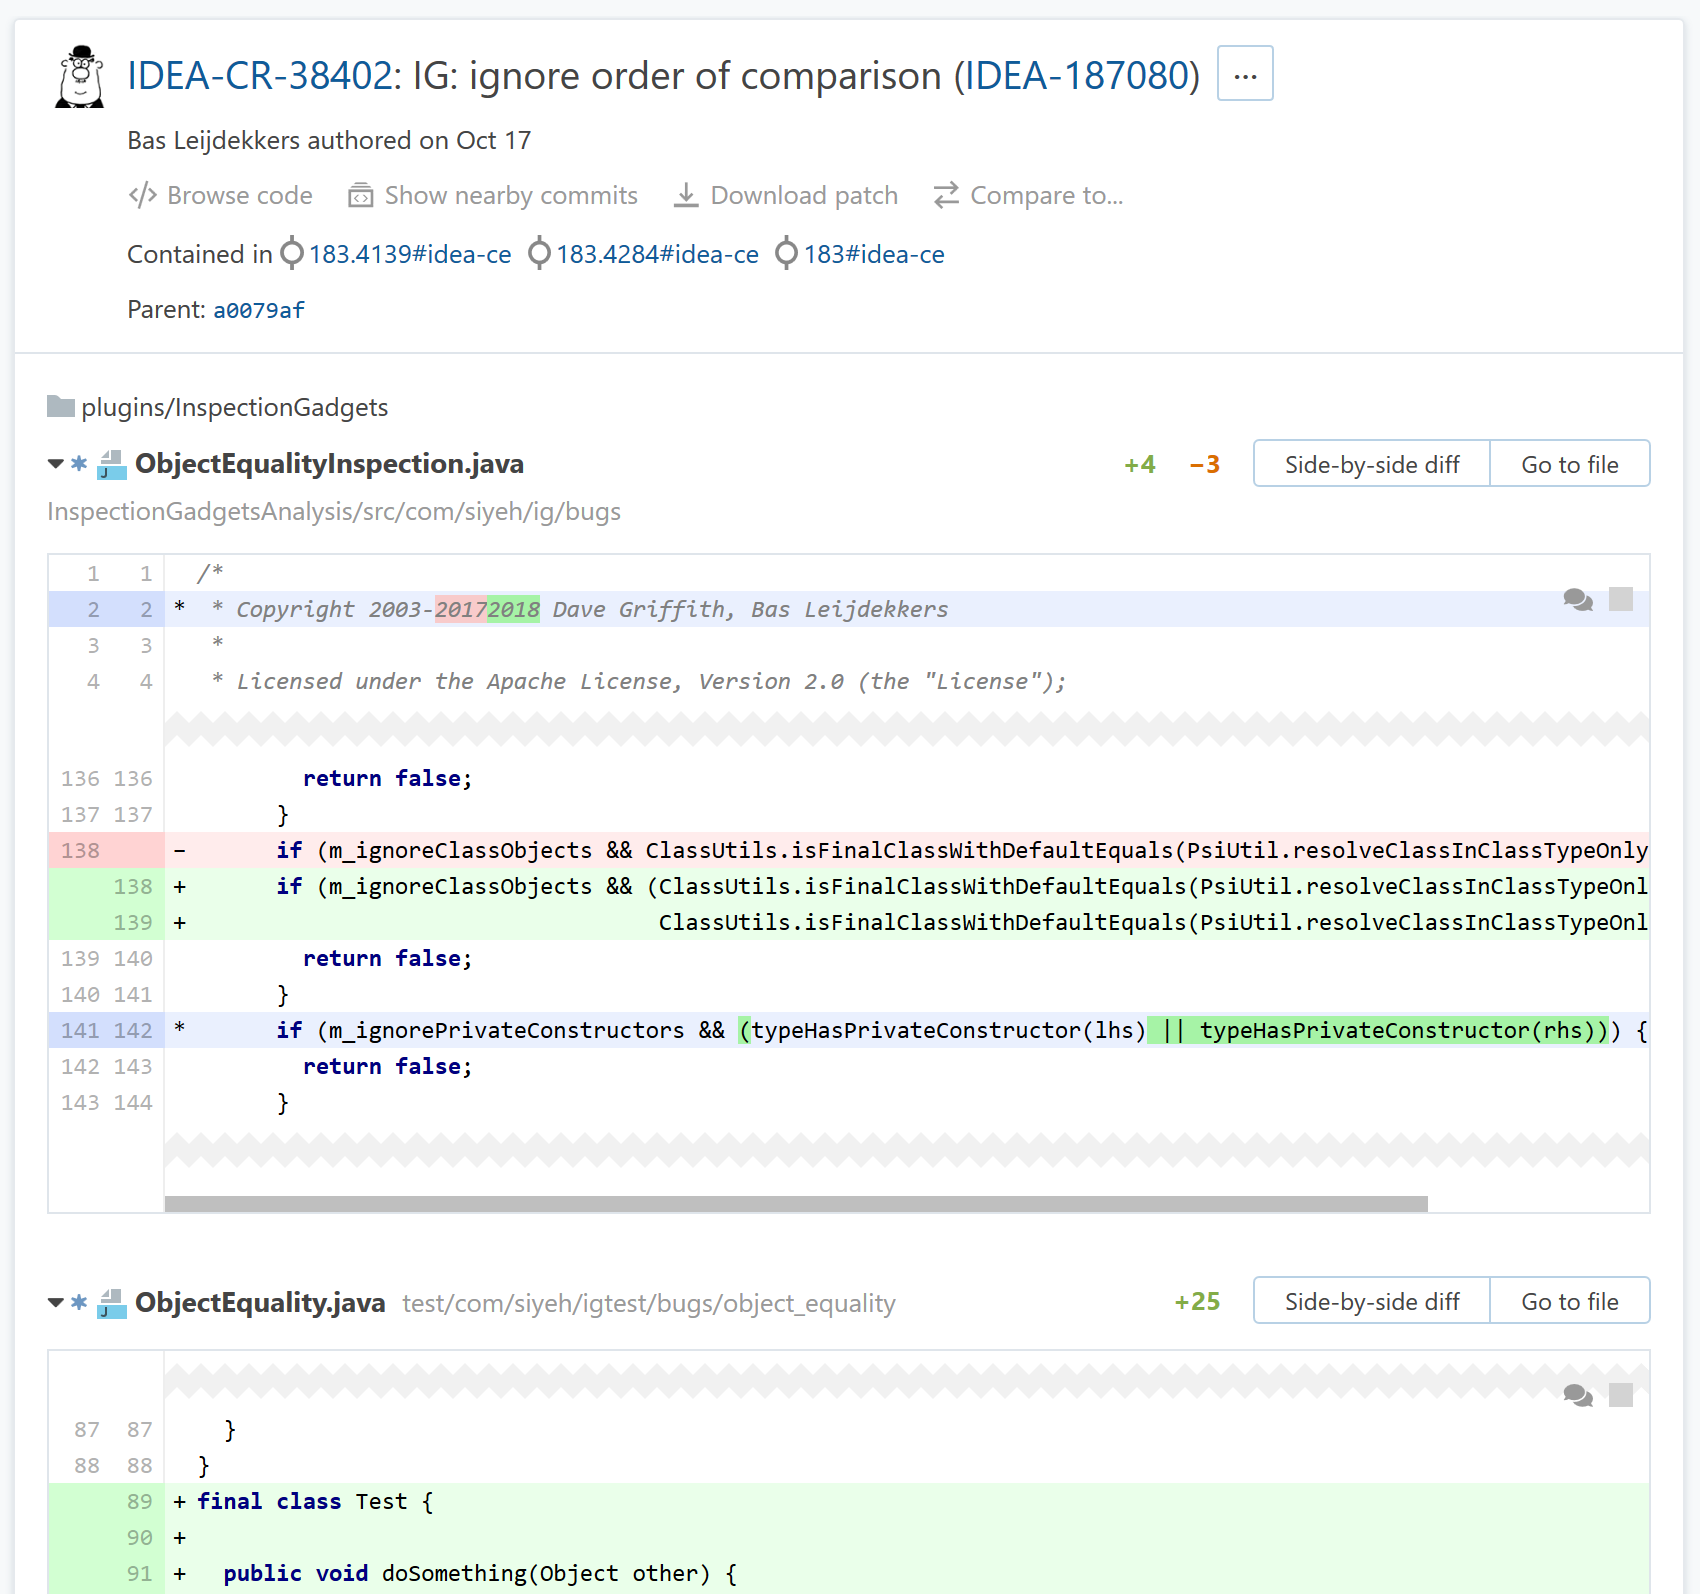 IDEA-CR-38402: IG: ignore order of comparison (IDEA-187080) ...
Bas Leijdekkers authored on Oct 17
Browse code Show nearby commits Download patch Compare to...
Contained in 183.4139#idea-ce 183.4284#idea-ce 183#idea-ce
Parent: a0079af
plugins/InspectionGadgets
* J ObjectEqualityInspection.java +4 −3 Side-by-side diff Go to file
InspectionGadgetsAnalysis/src/com/siyeh/ig/bugs
1 1 /*
2 2 * * Copyright 2003-20172018 Dave Griffith, Bas Leijdekkers
3 3 *
4 4 * Licensed under the Apache License, Version 2.0 (the "License");
136 136 return false;
137 137 }
138 - if (m_ignoreClassObjects && ClassUtils.isFinalClassWithDefaultEquals(PsiUtil.resolveClassInClassTypeOnly
138 + if (m_ignoreClassObjects && (ClassUtils.isFinalClassWithDefaultEquals(PsiUtil.resolveClassInClassTypeOnl
139 + ClassUtils.isFinalClassWithDefaultEquals(PsiUtil.resolveClassInClassTypeOnl
139 140 return false;
140 141 }
141 142 * if (m_ignorePrivateConstructors && (typeHasPrivateConstructor(lhs) || typeHasPrivateConstructor(rhs))) {
142 143 return false;
143 144 }
* J ObjectEquality.java test/com/siyeh/igtest/bugs/object_equality +25 Side-by-side diff Go to file
87 87 }
88 88 }
89 + final class Test {
90 +
91 + public void doSomething(Object other) {